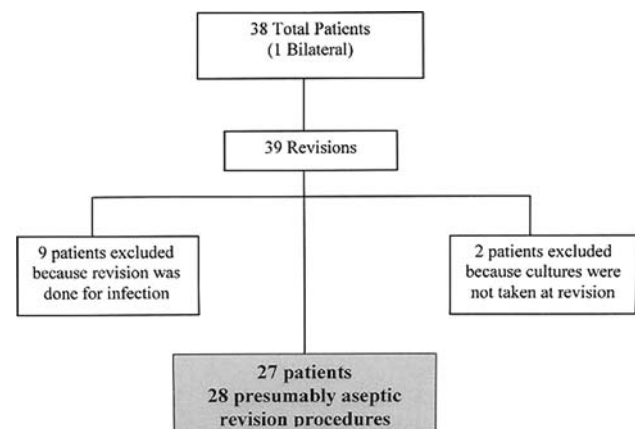 38 Total Patients
(1 Bilateral)
39 Revisions
9 patients excluded
because revision was
done for infection
2 patients excluded
because cultures were
not taken at revision
27 patients
28 presumably aseptic
revision procedures